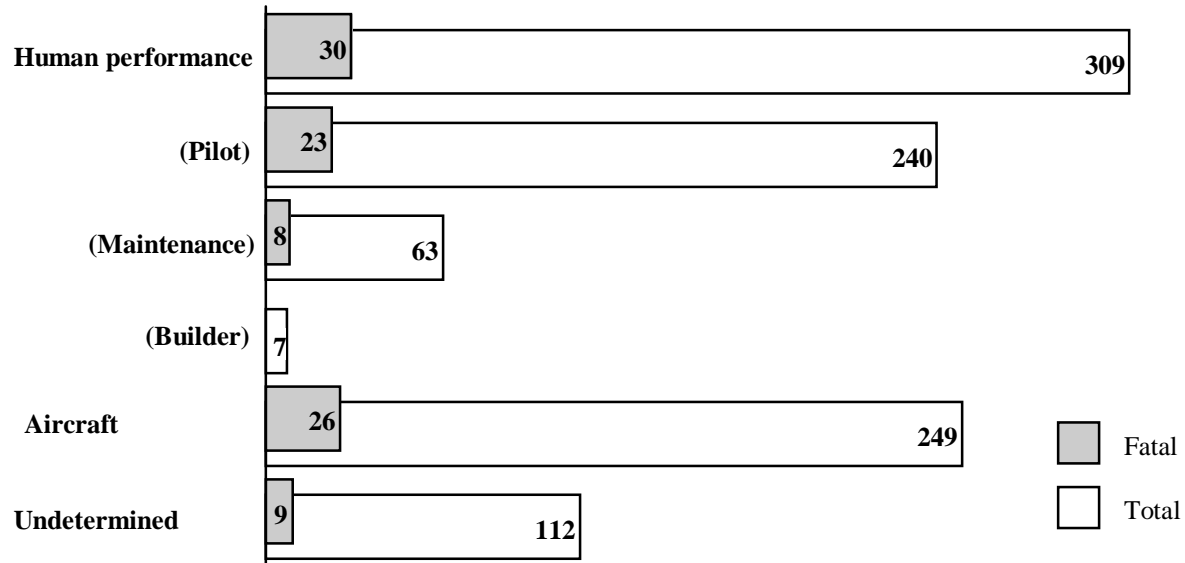 Human performance 30 309
(Pilot) 23 240
(Maintenance) 8 63
(Builder) 7
Aircraft 26 249
Fatal
Total
Undetermined 9 112